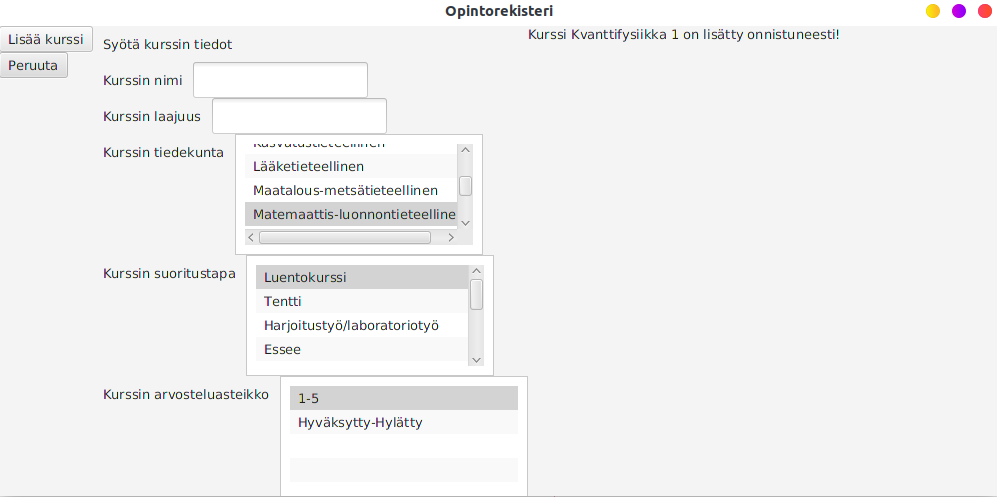 Opintorekisteri
Lisää kurssi
Peruuta
Syötä kurssin tiedot
Kurssi Kvanttifysiikka 1 on lisätty onnistuneesti!
Kurssin nimi
Kurssin laajuus
Kurssin tiedekunta
Kasvatustieteellinen
Lääketieteellinen
Maatalous-metsätieteellinen
Matemaattis-luonnontieteelline
Kurssin suoritustapa
Luentokurssi
Tentti
Harjoitustyö/laboratoriotyö
Essee
Kurssin arvosteluasteikko
1-5
Hyväksytty-Hylätty